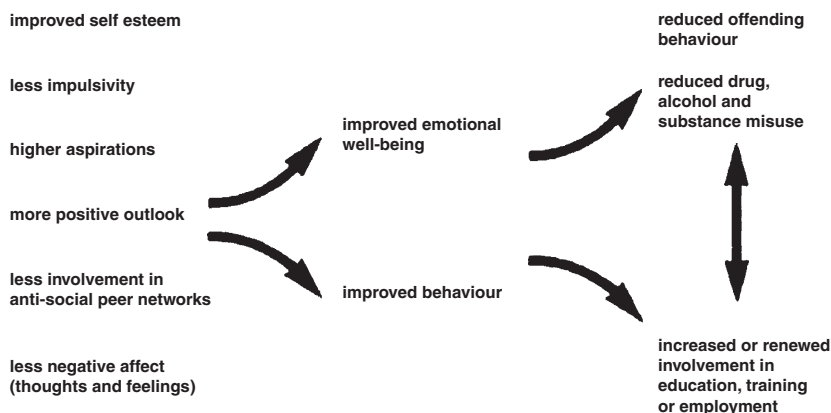 improved self esteem
less impulsivity
higher aspirations
more positive outlook
less involvement in
anti-social peer networks
less negative affect
(thoughts and feelings)
improved emotional
well-being
improved behaviour
reduced offending
behaviour
reduced drug,
alcohol and
substance misuse
increased or renewed
involvement in
education, training
or employment